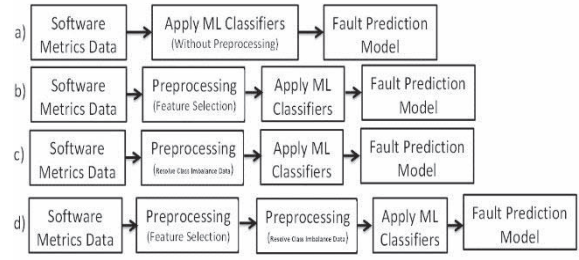 a)
Software
Metrics Data
Apply ML Classifiers
(Without Preprocessing)
Fault Prediction
Model
b)
Software
Metrics Data
Preprocessing
(Feature Selection)
Apply ML
Classifiers
Fault Prediction
Model
c)
Software
Metrics Data
Preprocessing
(Resolve Class Imbalance Data)
Apply ML
Classifiers
Fault Prediction
Model
d)
Software
Metrics Data
Preprocessing
(Feature Selection)
Preprocessing
(Resolve Class Imbalance Data)
Apply ML
Classifiers
Fault Prediction
Model